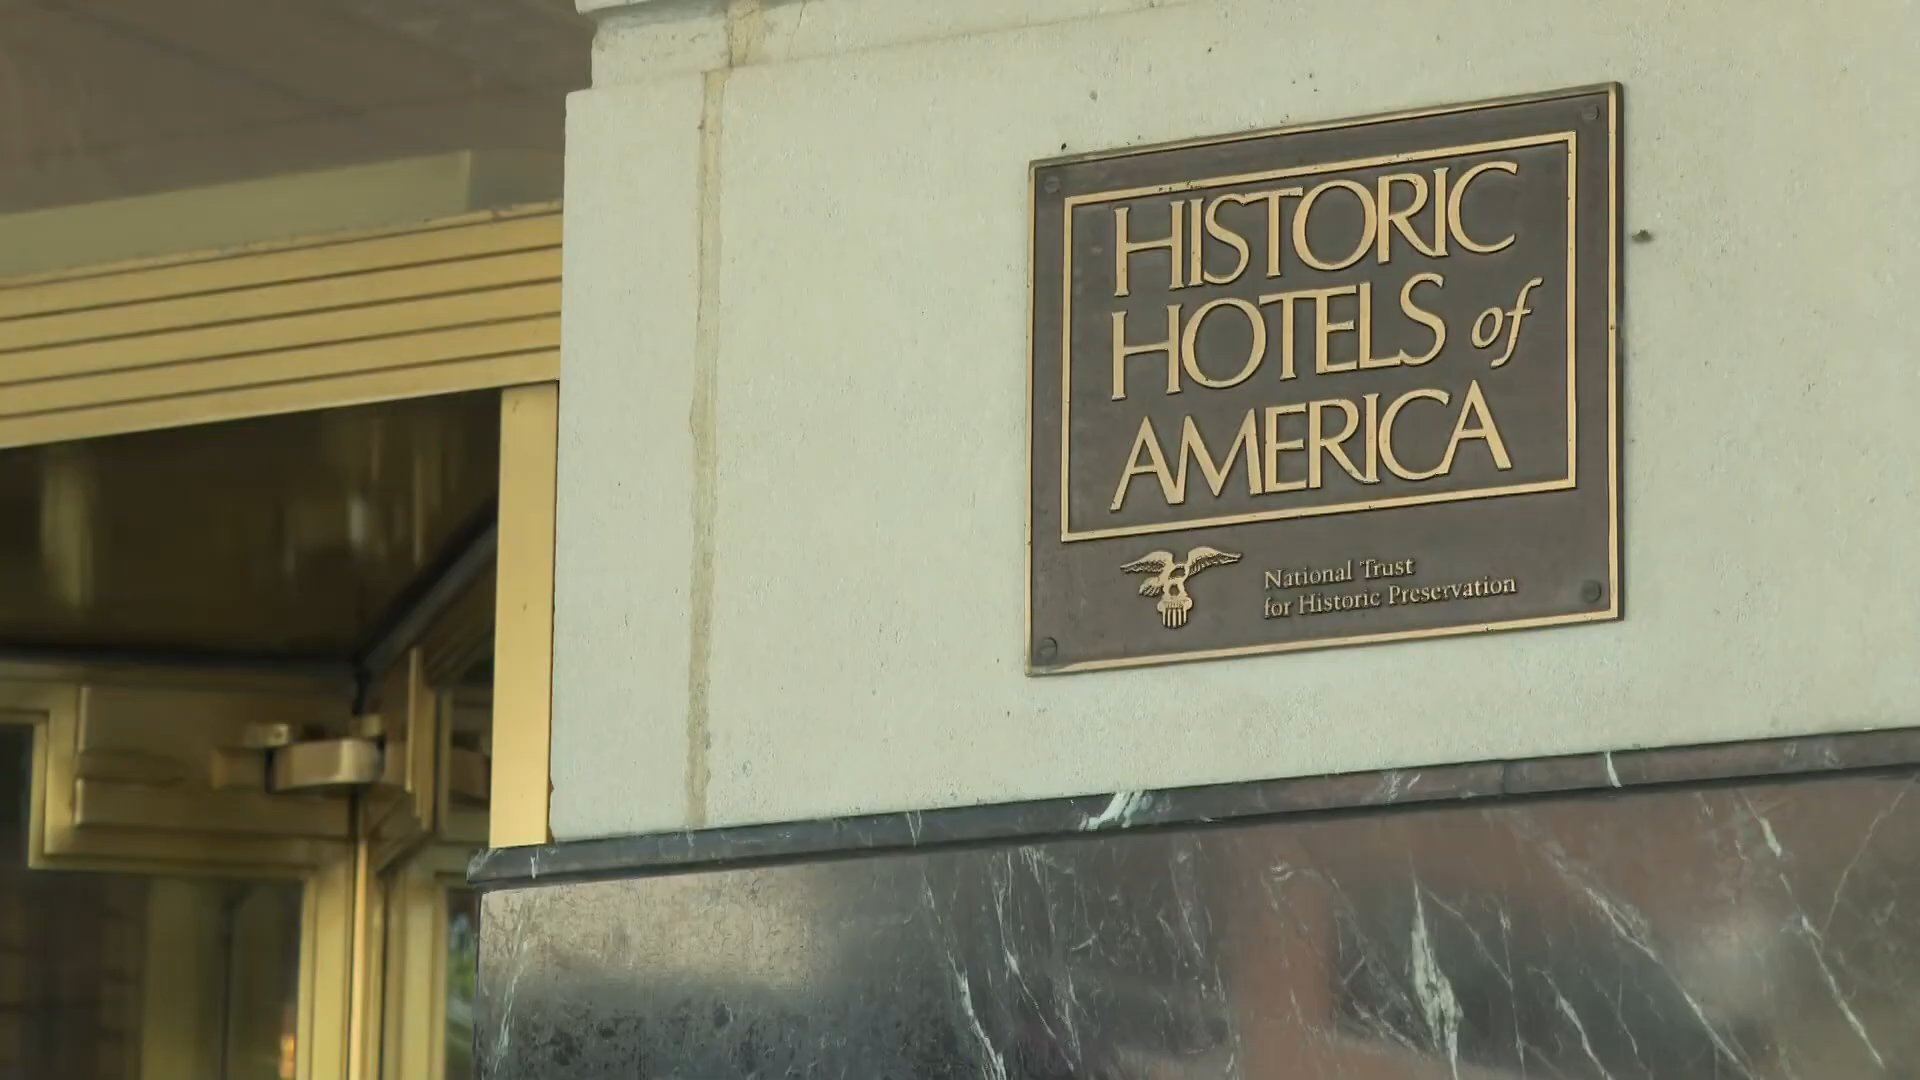 HISTORIC
HOTELS of
AMERICA
National Trust
for Historic Preservation